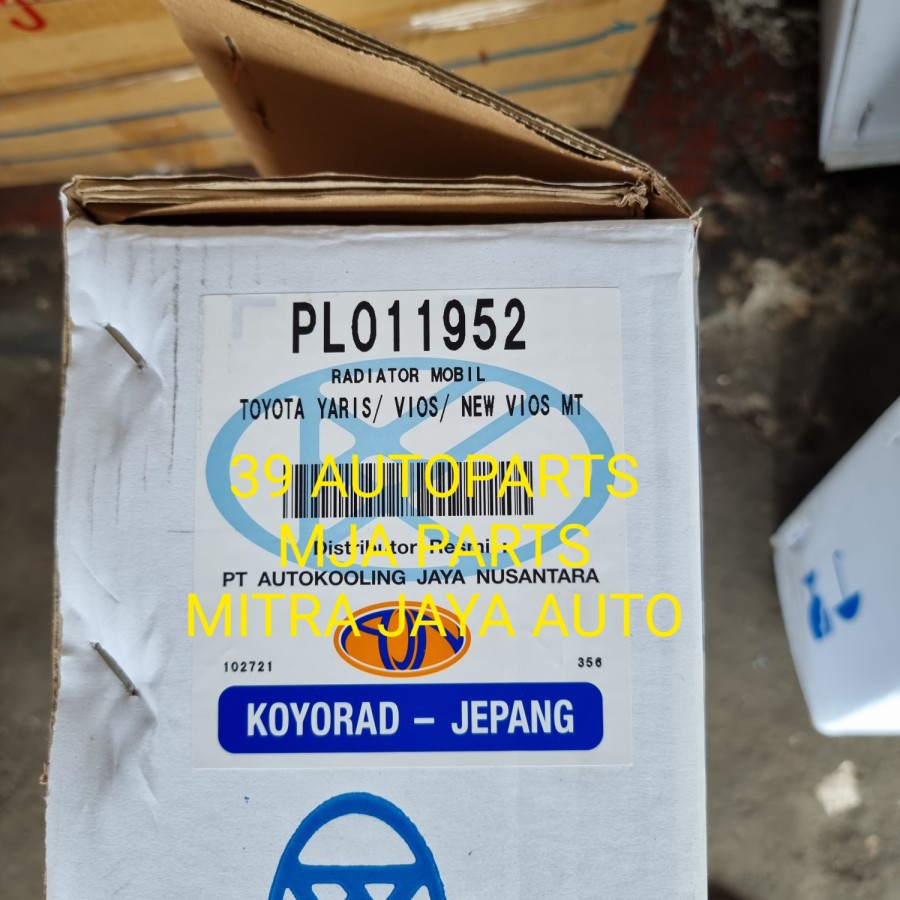 PL011952
RADIATOR MOBIL
TOYOTA YARIS/ VIOS/ NEW VIOS MT
39 AUTOPARTS
MJA PARTS
Distributor Resmi :
PT AUTOKOOLING JAYA NUSANTARA
MITRA JAYA AUTO
102721 356
KOYORAD – JEPANG